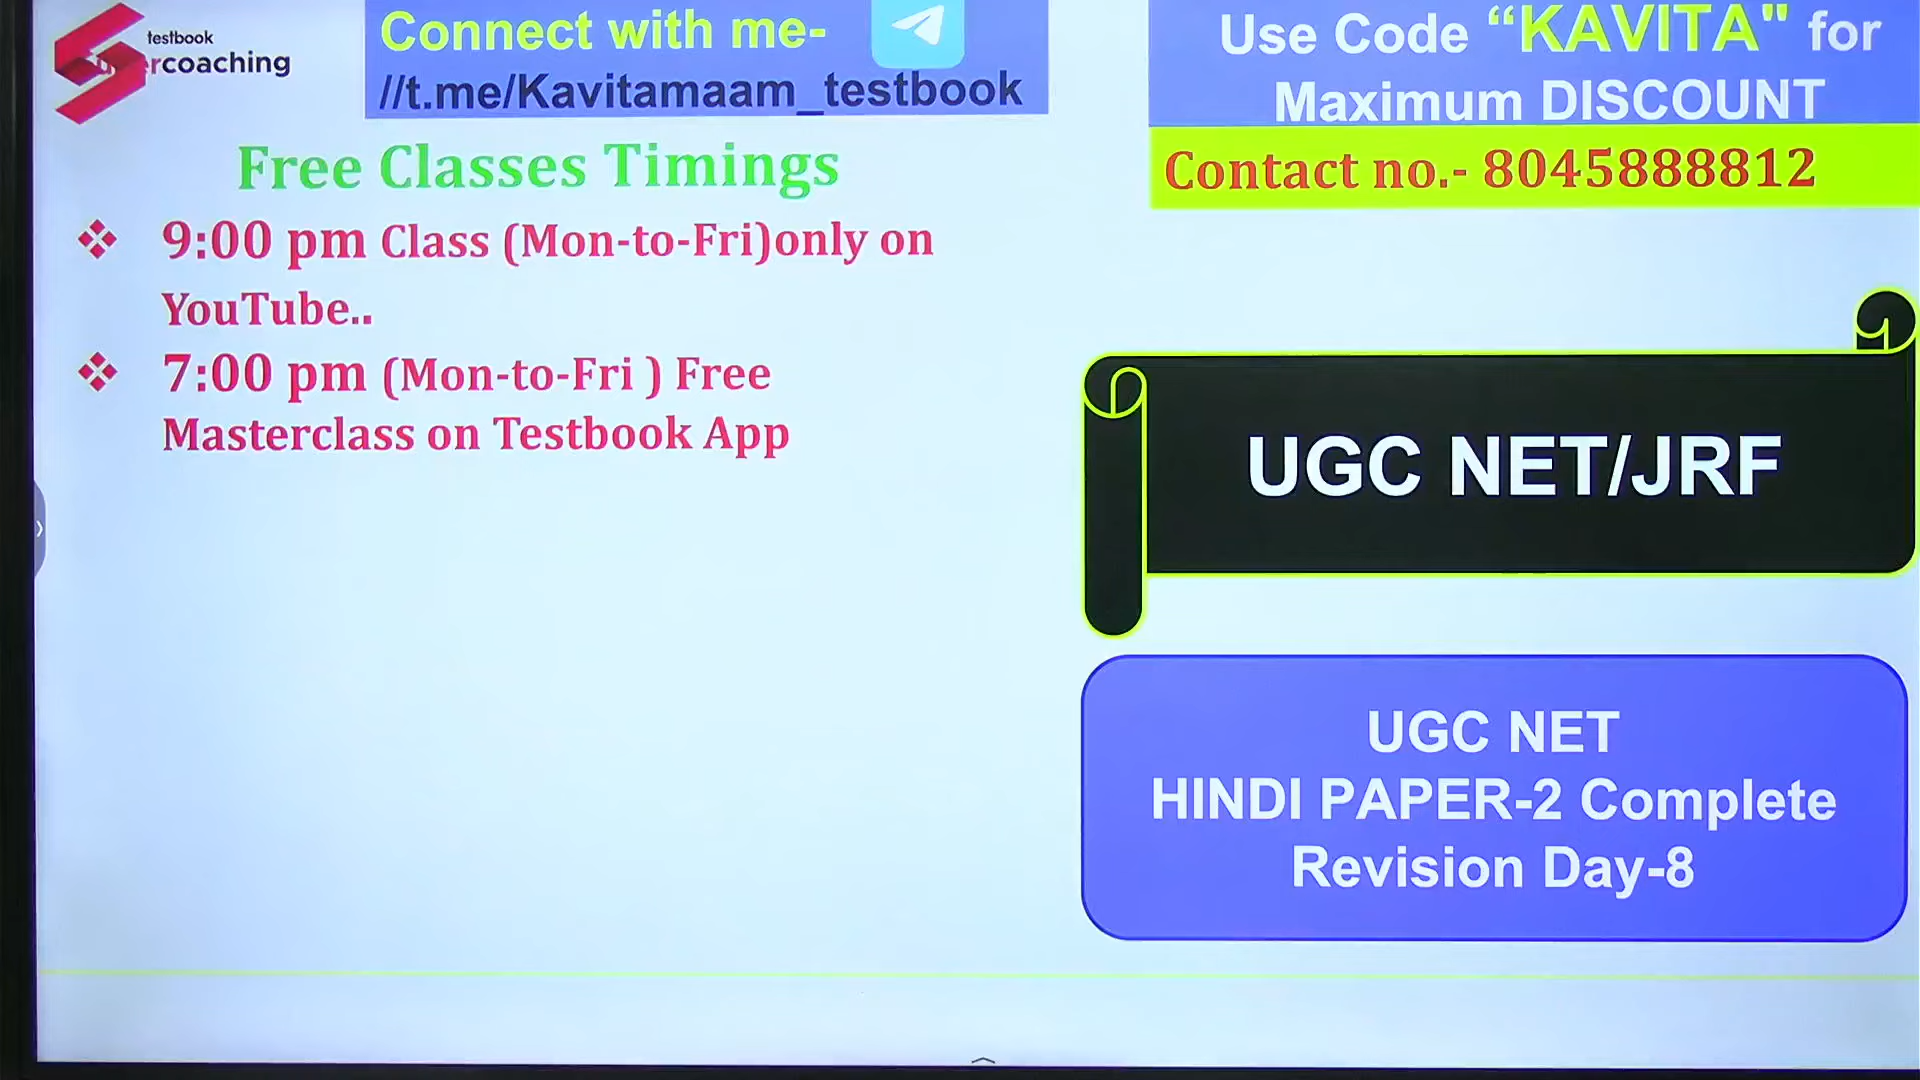 testbook
supercoaching
Connect with me-
//t.me/Kavitamaam_testbook
Use Code “KAVITA" for
Maximum DISCOUNT
Contact no.- 8045888812
Free Classes Timings
❖ 9:00 pm Class (Mon-to-Fri)only on
YouTube..
❖ 7:00 pm (Mon-to-Fri ) Free
Masterclass on Testbook App
UGC NET/JRF
UGC NET
HINDI PAPER-2 Complete
Revision Day-8